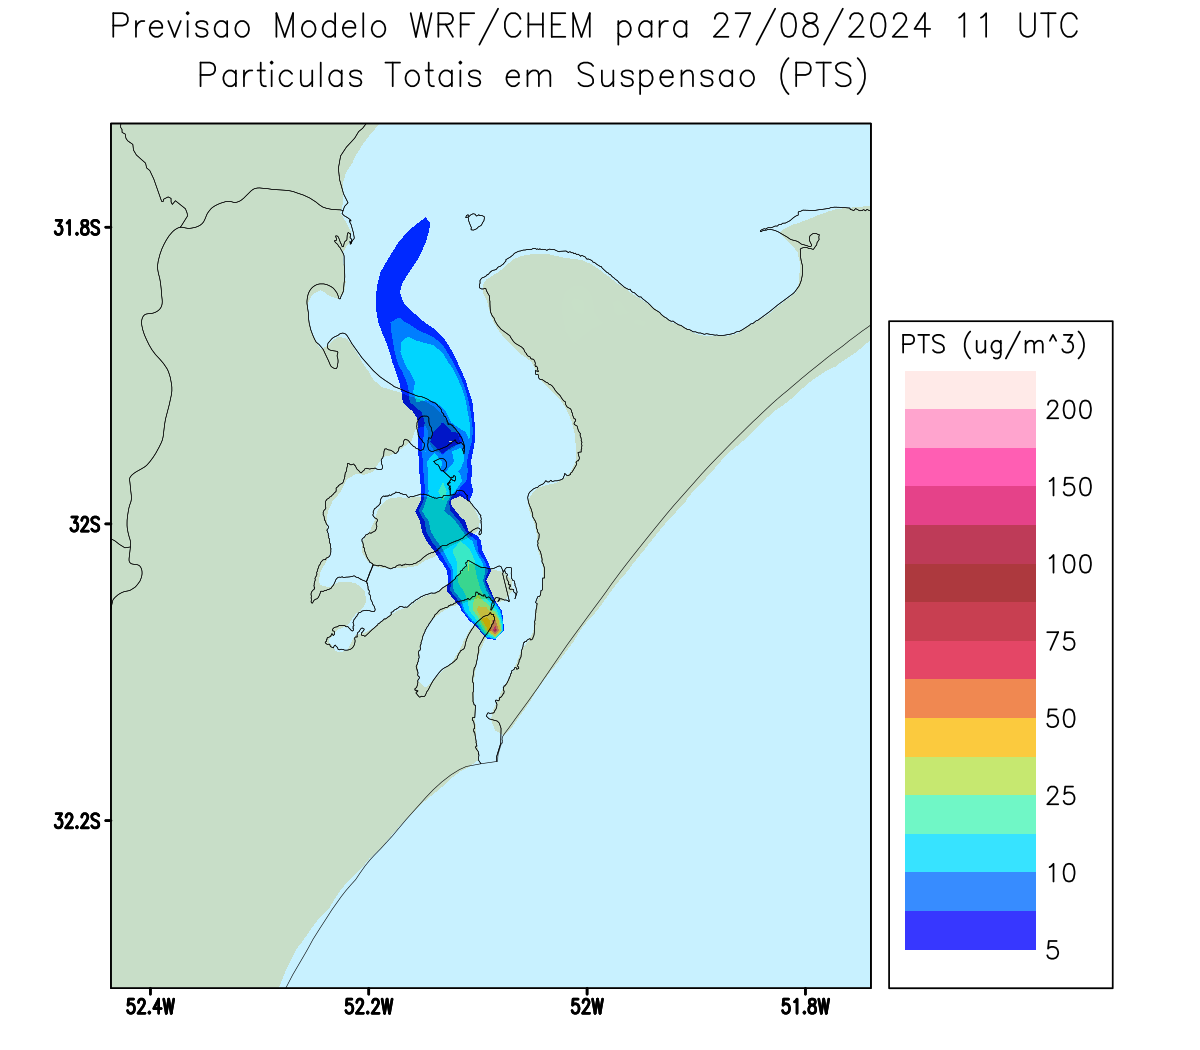 Previsao Modelo WRF/CHEM para 27/08/2024 11 UTC
Particulas Totais em Suspensao (PTS)
31.8S
32S
32.2S
52.4W
52.2W
52W
51.8W
PTS (ug/m^3)
200
150
100
75
50
25
10
5